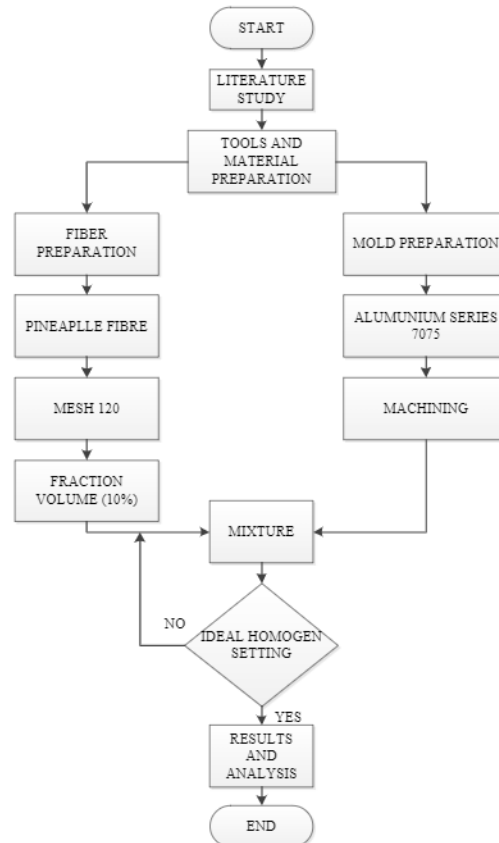 START
LITERATURE
STUDY
TOOLS AND
MATERIAL
PREPARATION
FIBER
PREPARATION
PINEAPLLE FIBRE
MESH 120
FRACTION
VOLUME (10%)
MOLD PREPARATION
ALUMUNIUM SERIES
7075
MACHINING
MIXTURE
IDEAL HOMOGEN
SETTING
NO
YES
RESULTS
AND
ANALYSIS
END